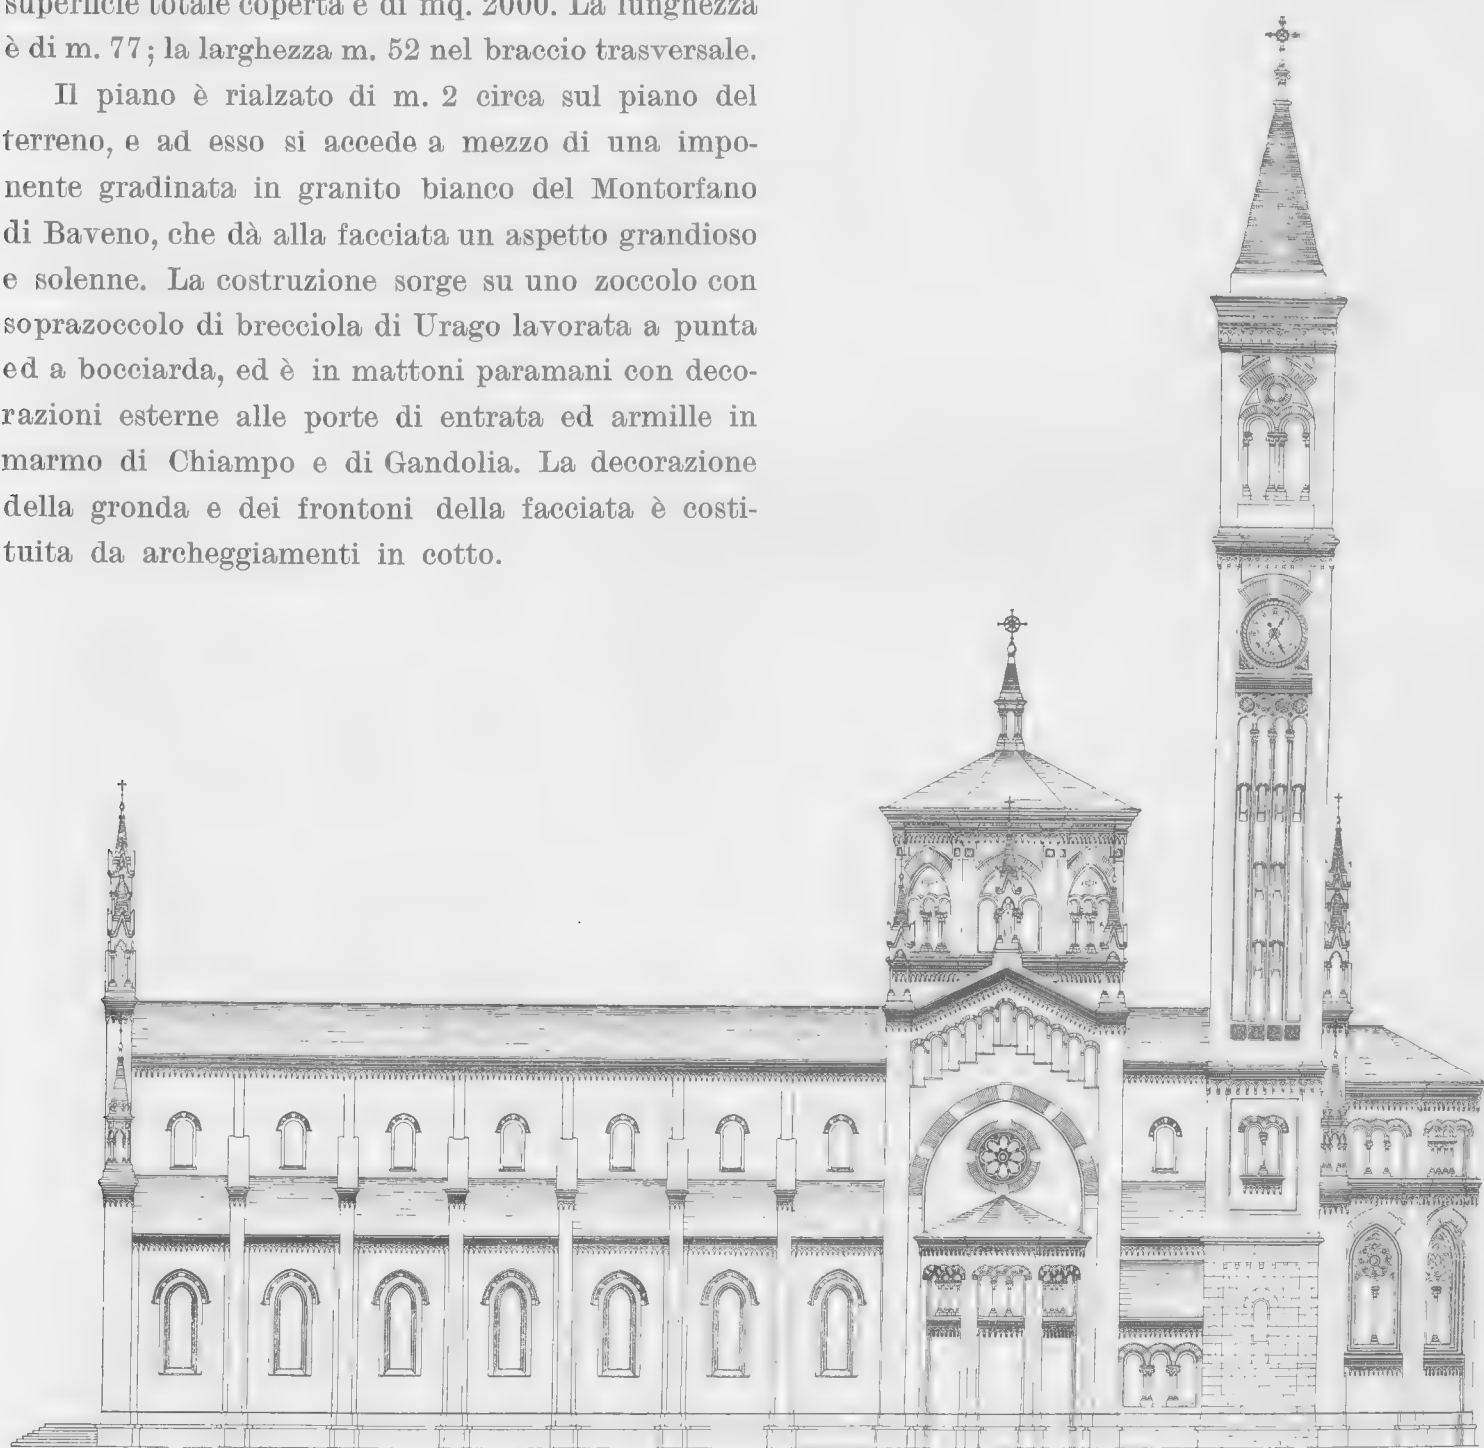 superficie totale coperta è di mq. 2000. La lunghezza
è di m. 77; la larghezza m. 52 nel braccio trasversale.
Il piano è rialzato di m. 2 circa sul piano del
terreno, e ad esso si accede a mezzo di una impo-
nente gradinata in granito bianco del Montorfano
di Baveno, che dà alla facciata un aspetto grandioso
e solenne. La costruzione sorge su uno zoccolo con
soprazoccolo di brecciola di Urago lavorata a punta
ed a bocciarda, ed è in mattoni paramani con deco-
razioni esterne alle porte di entrata ed armille in
marmo di Chiampo e di Gandolia. La decorazione
della gronda e dei frontoni della facciata è costi-
tuita da archeggiamenti in cotto.